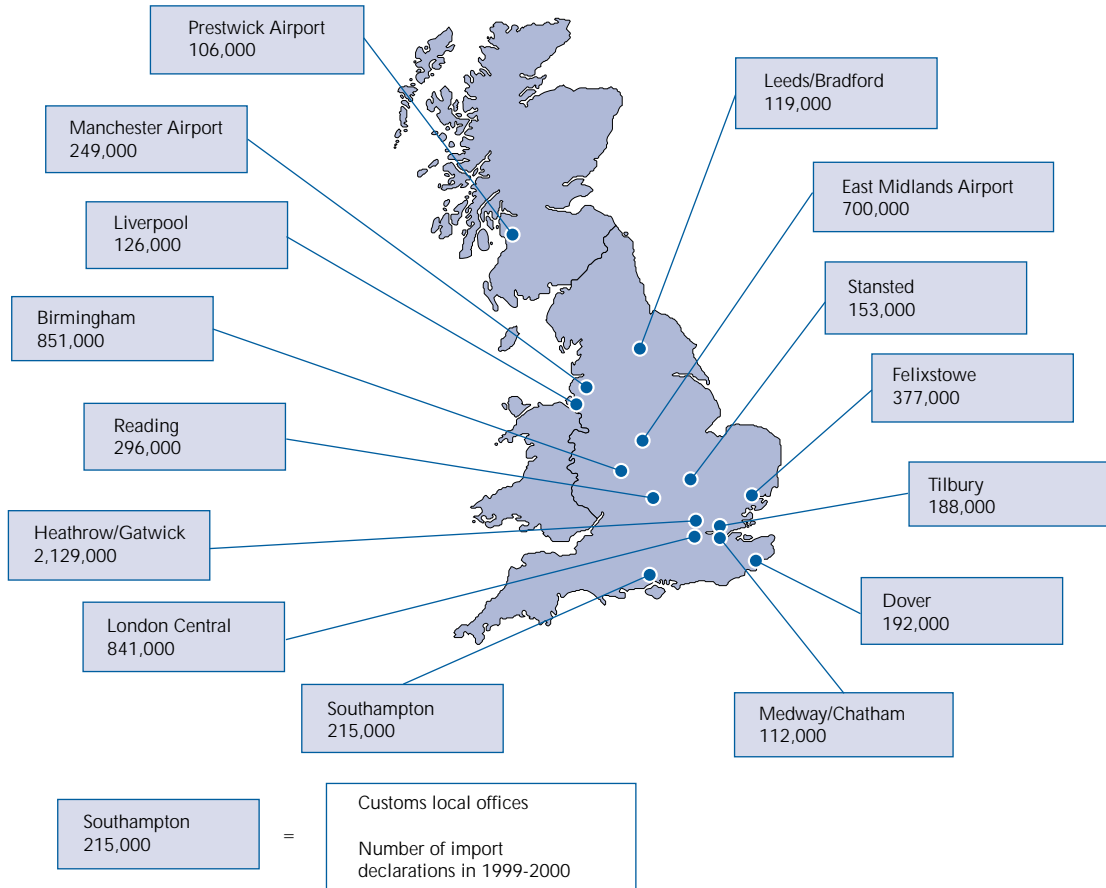 Prestwick Airport
106,000
Leeds/Bradford
119,000
Manchester Airport
249,000
East Midlands Airport
700,000
Liverpool
126,000
Stansted
153,000
Birmingham
851,000
Felixstowe
377,000
Reading
296,000
Tilbury
188,000
Heathrow/Gatwick
2,129,000
Dover
192,000
London Central
841,000
Southampton
215,000
Medway/Chatham
112,000
Southampton
215,000
=
Customs local offices
Number of import
declarations in 1999-2000